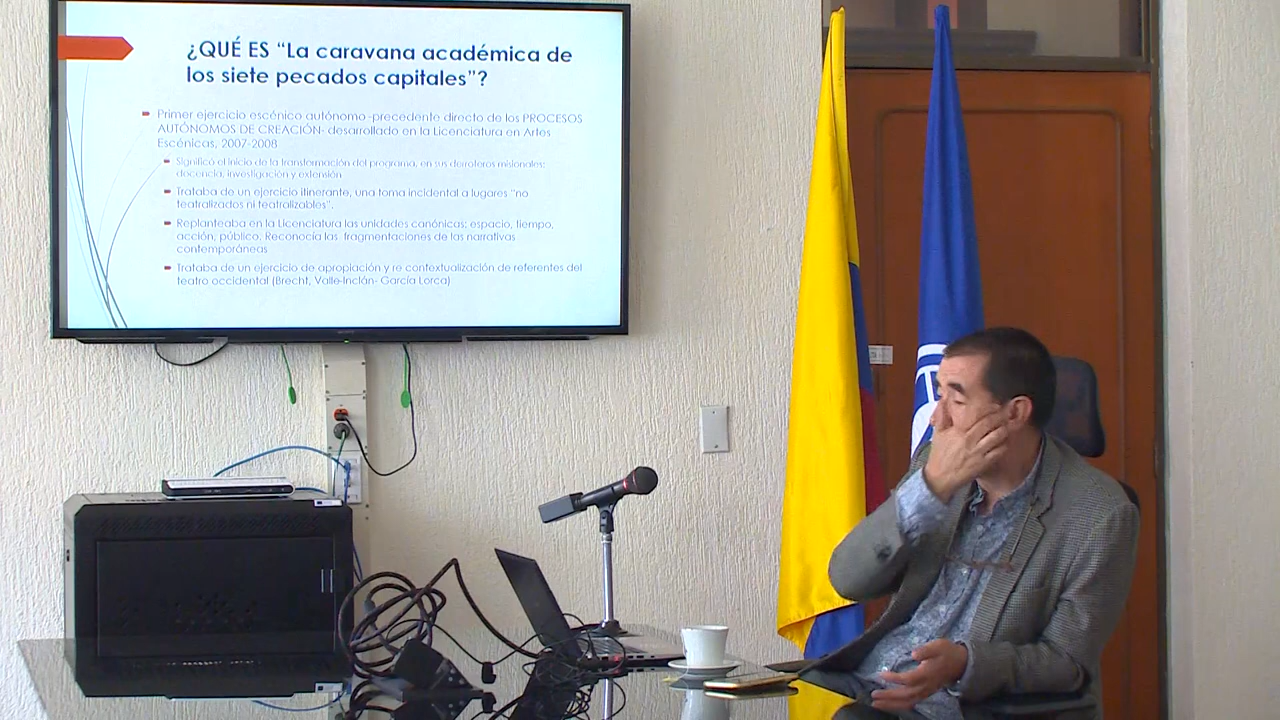 ¿QUÉ ES “La caravana académica de
los siete pecados capitales”?
Primer ejercicio escénico autónomo -precedente directo de los PROCESOS
AUTÓNOMOS DE CREACIÓN- desarrollado en la Licenciatura en Artes
Escénicas, 2007-2008
Significó el inicio de la transformación del programa, en sus derroteros misionales:
docencia, investigación y extensión
Trataba de un ejercicio itinerante, una toma incidental a lugares “no
teatralizados ni teatralizables”.
Replanteaba en la Licenciatura las unidades canónicas: espacio, tiempo,
acción, público. Reconocía las fragmentaciones de las narrativas
contemporáneas
Trataba de un ejercicio de apropiación y re contextualización de referentes del
teatro occidental (Brecht, Valle-Inclán- García Lorca)